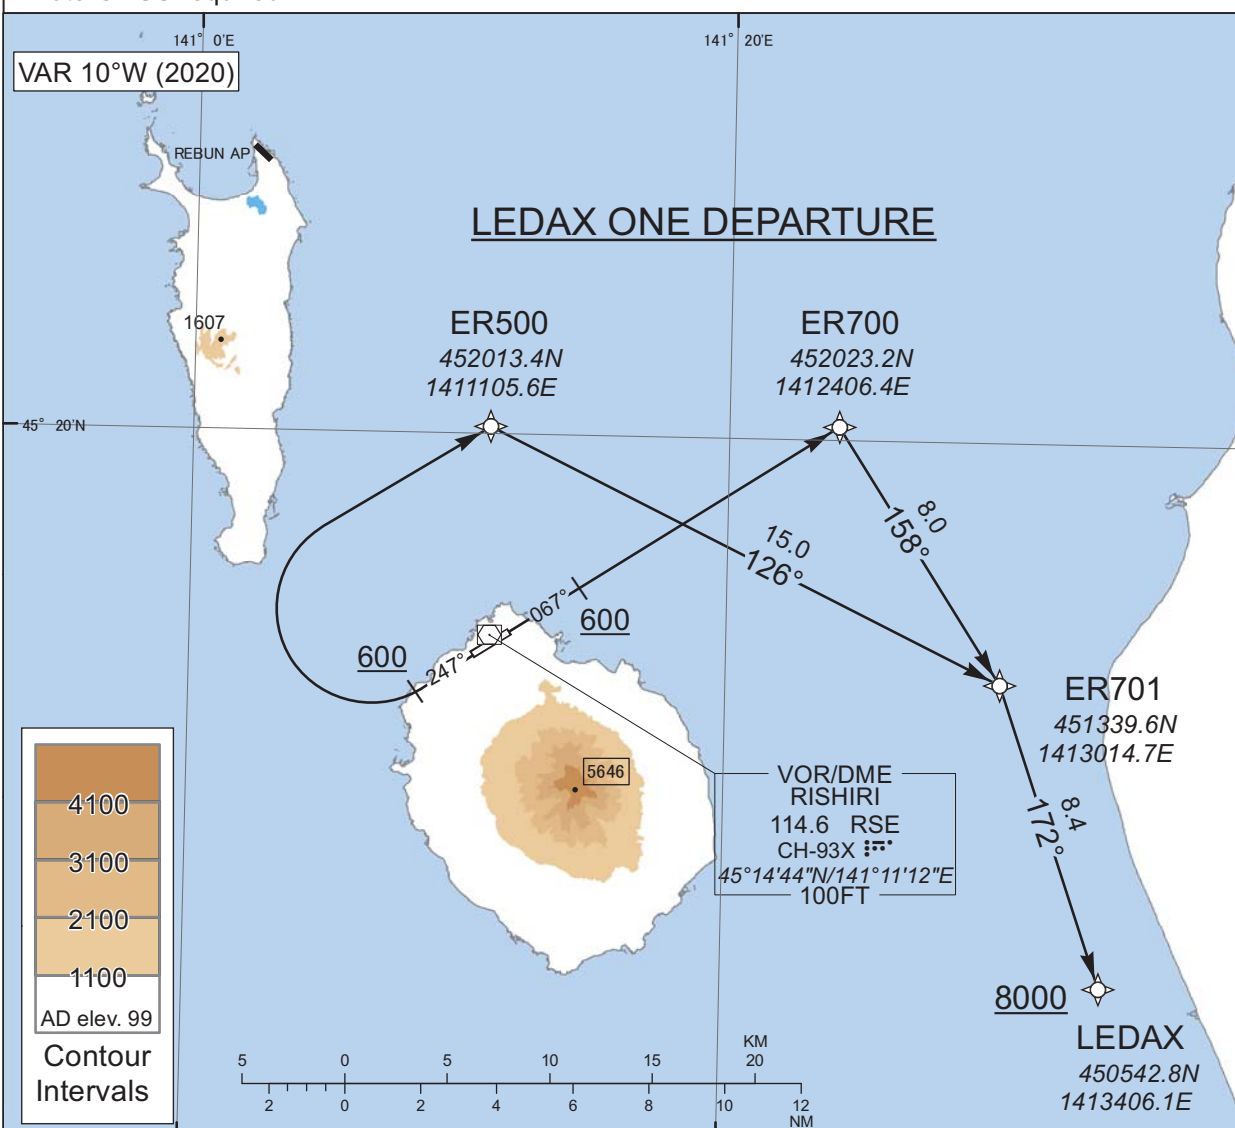 141° 0'E
141° 20'E
VAR 10°W (2020)
REBUN AP
LEDAX ONE DEPARTURE
1607
ER500
452013.4N
1411105.6E
ER700
452023.2N
1412406.4E
45° 20'N
8.0
158°
15.0
126°
067°
600
600
247°
ER701
451339.6N
1413014.7E
5646
VOR/DME
RISHIRI
114.6 RSE
CH-93X
45°14'44"N/141°11'12"E
100FT
8.4
172°
4100
3100
2100
1100
AD elev. 99
Contour
Intervals
8000
LEDAX
450542.8N
1413406.1E
KM
5 0 5 10 15 20
2 0 2 4 6 8 10 12
NM